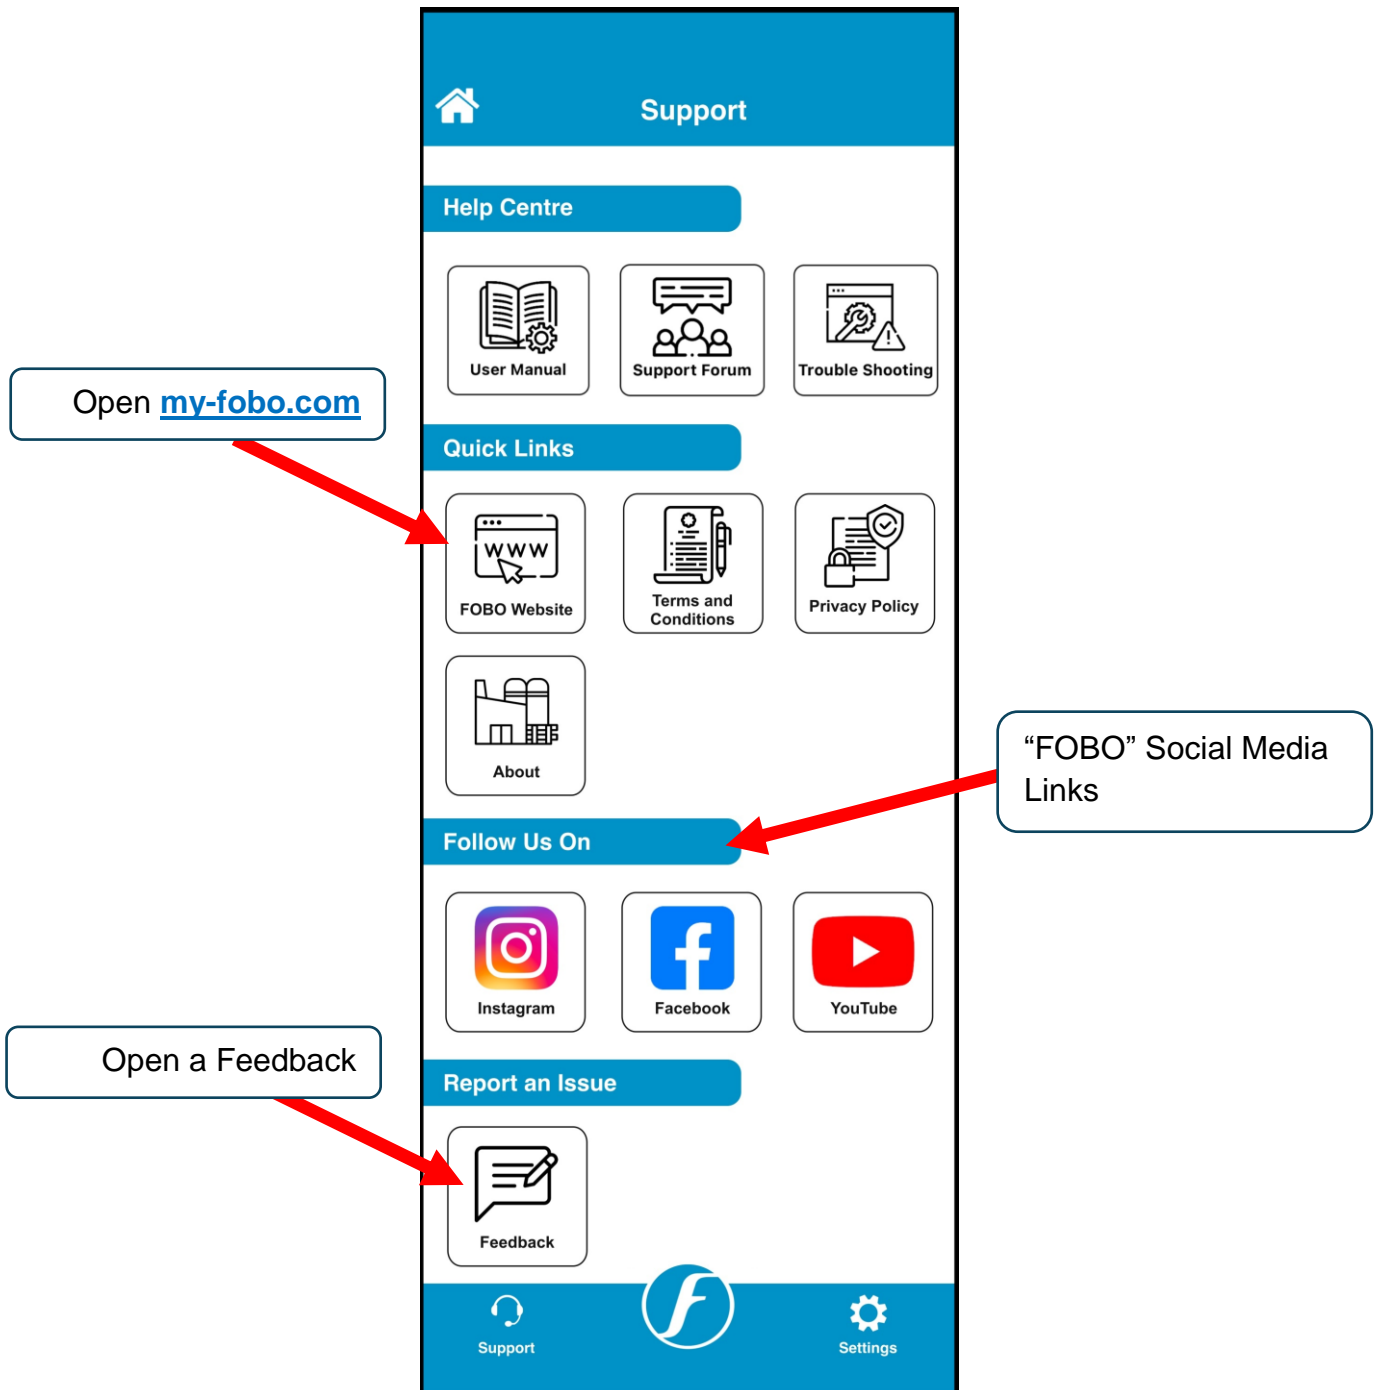 Support
Help Centre
User Manual
Support Forum
Trouble Shooting
Open my-fobo.com
Quick Links
www
FOBO Website
Terms and
Conditions
Privacy Policy
About
“FOBO” Social Media
Links
Follow Us On
Instagram
Facebook
YouTube
Open a Feedback
Report an Issue
Feedback
Support
Settings